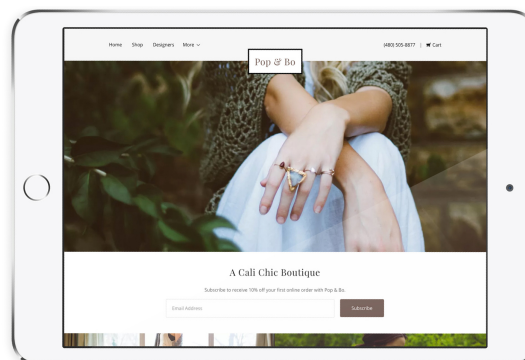 Home Shop Designers More (480) 505-8877 | Cart
Pop & Bo
A Cali Chic Boutique
Subscribe to receive 10% off your first online order with Pop & Bo.
Email Address Subscribe